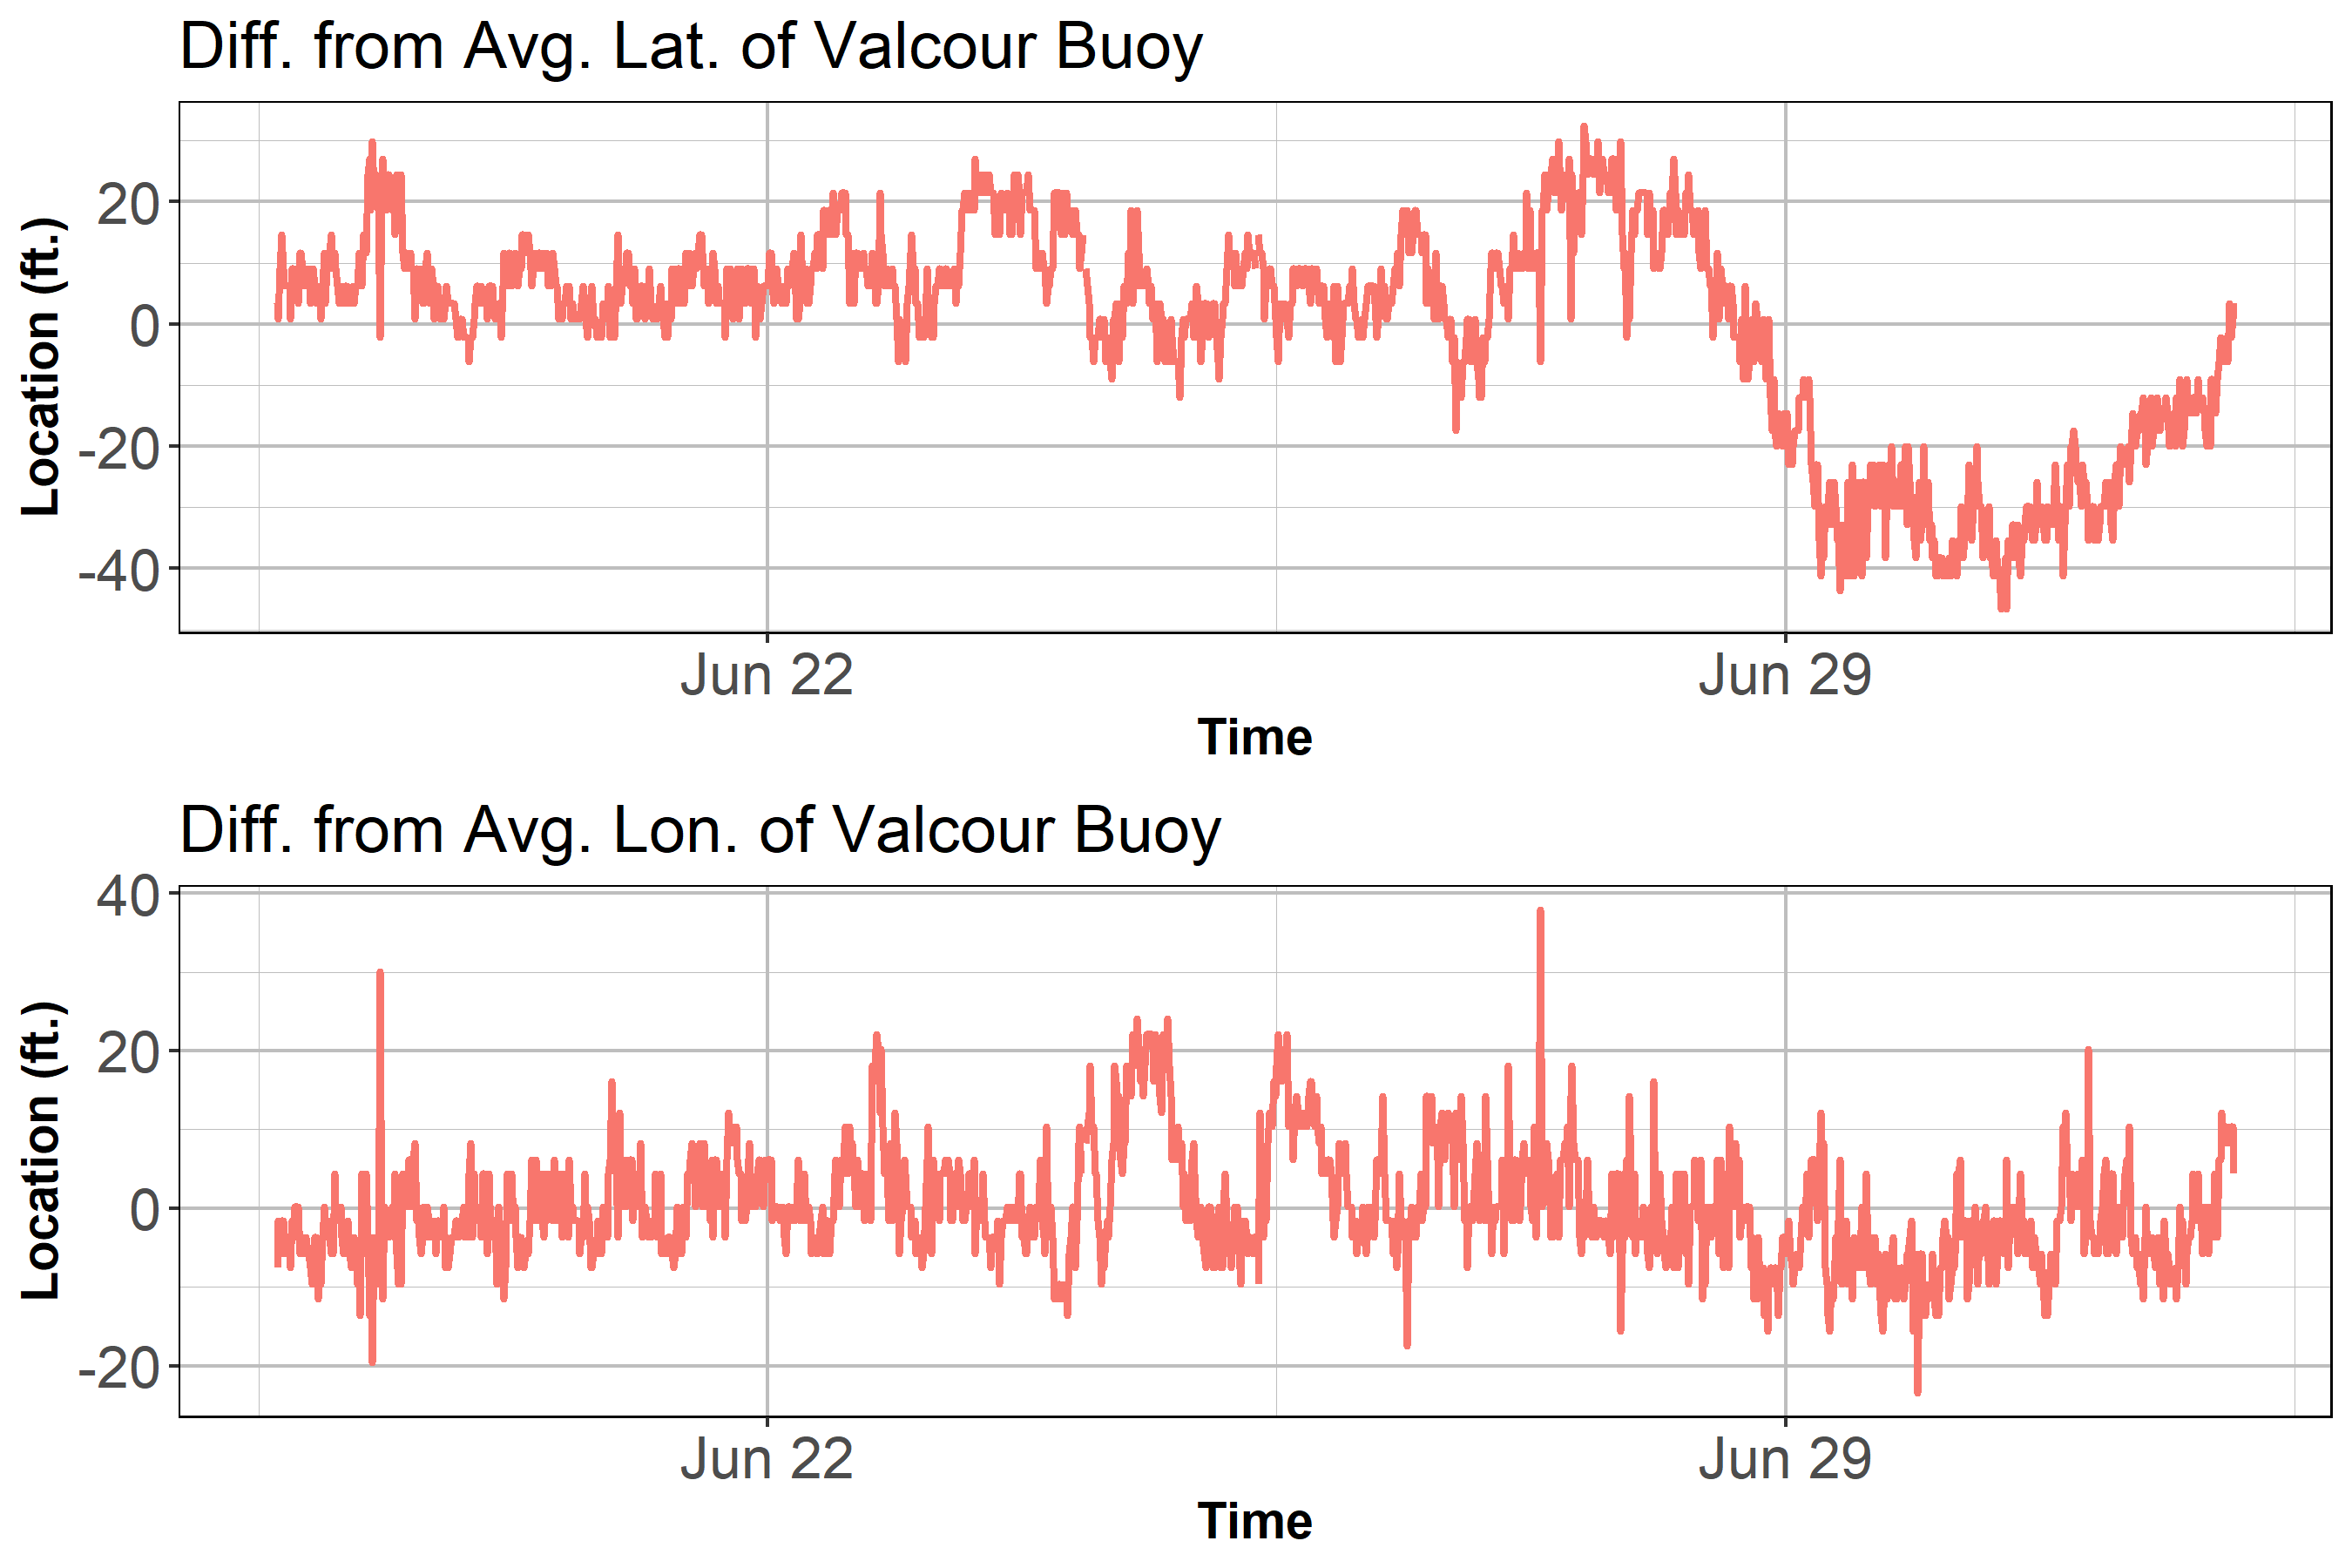 Diff. from Avg. Lat. of Valcour Buoy
Location (ft.)
20
0
-20
-40
Jun 22
Jun 29
Time
Diff. from Avg. Lon. of Valcour Buoy
Location (ft.)
40
20
0
-20
Jun 22
Jun 29
Time